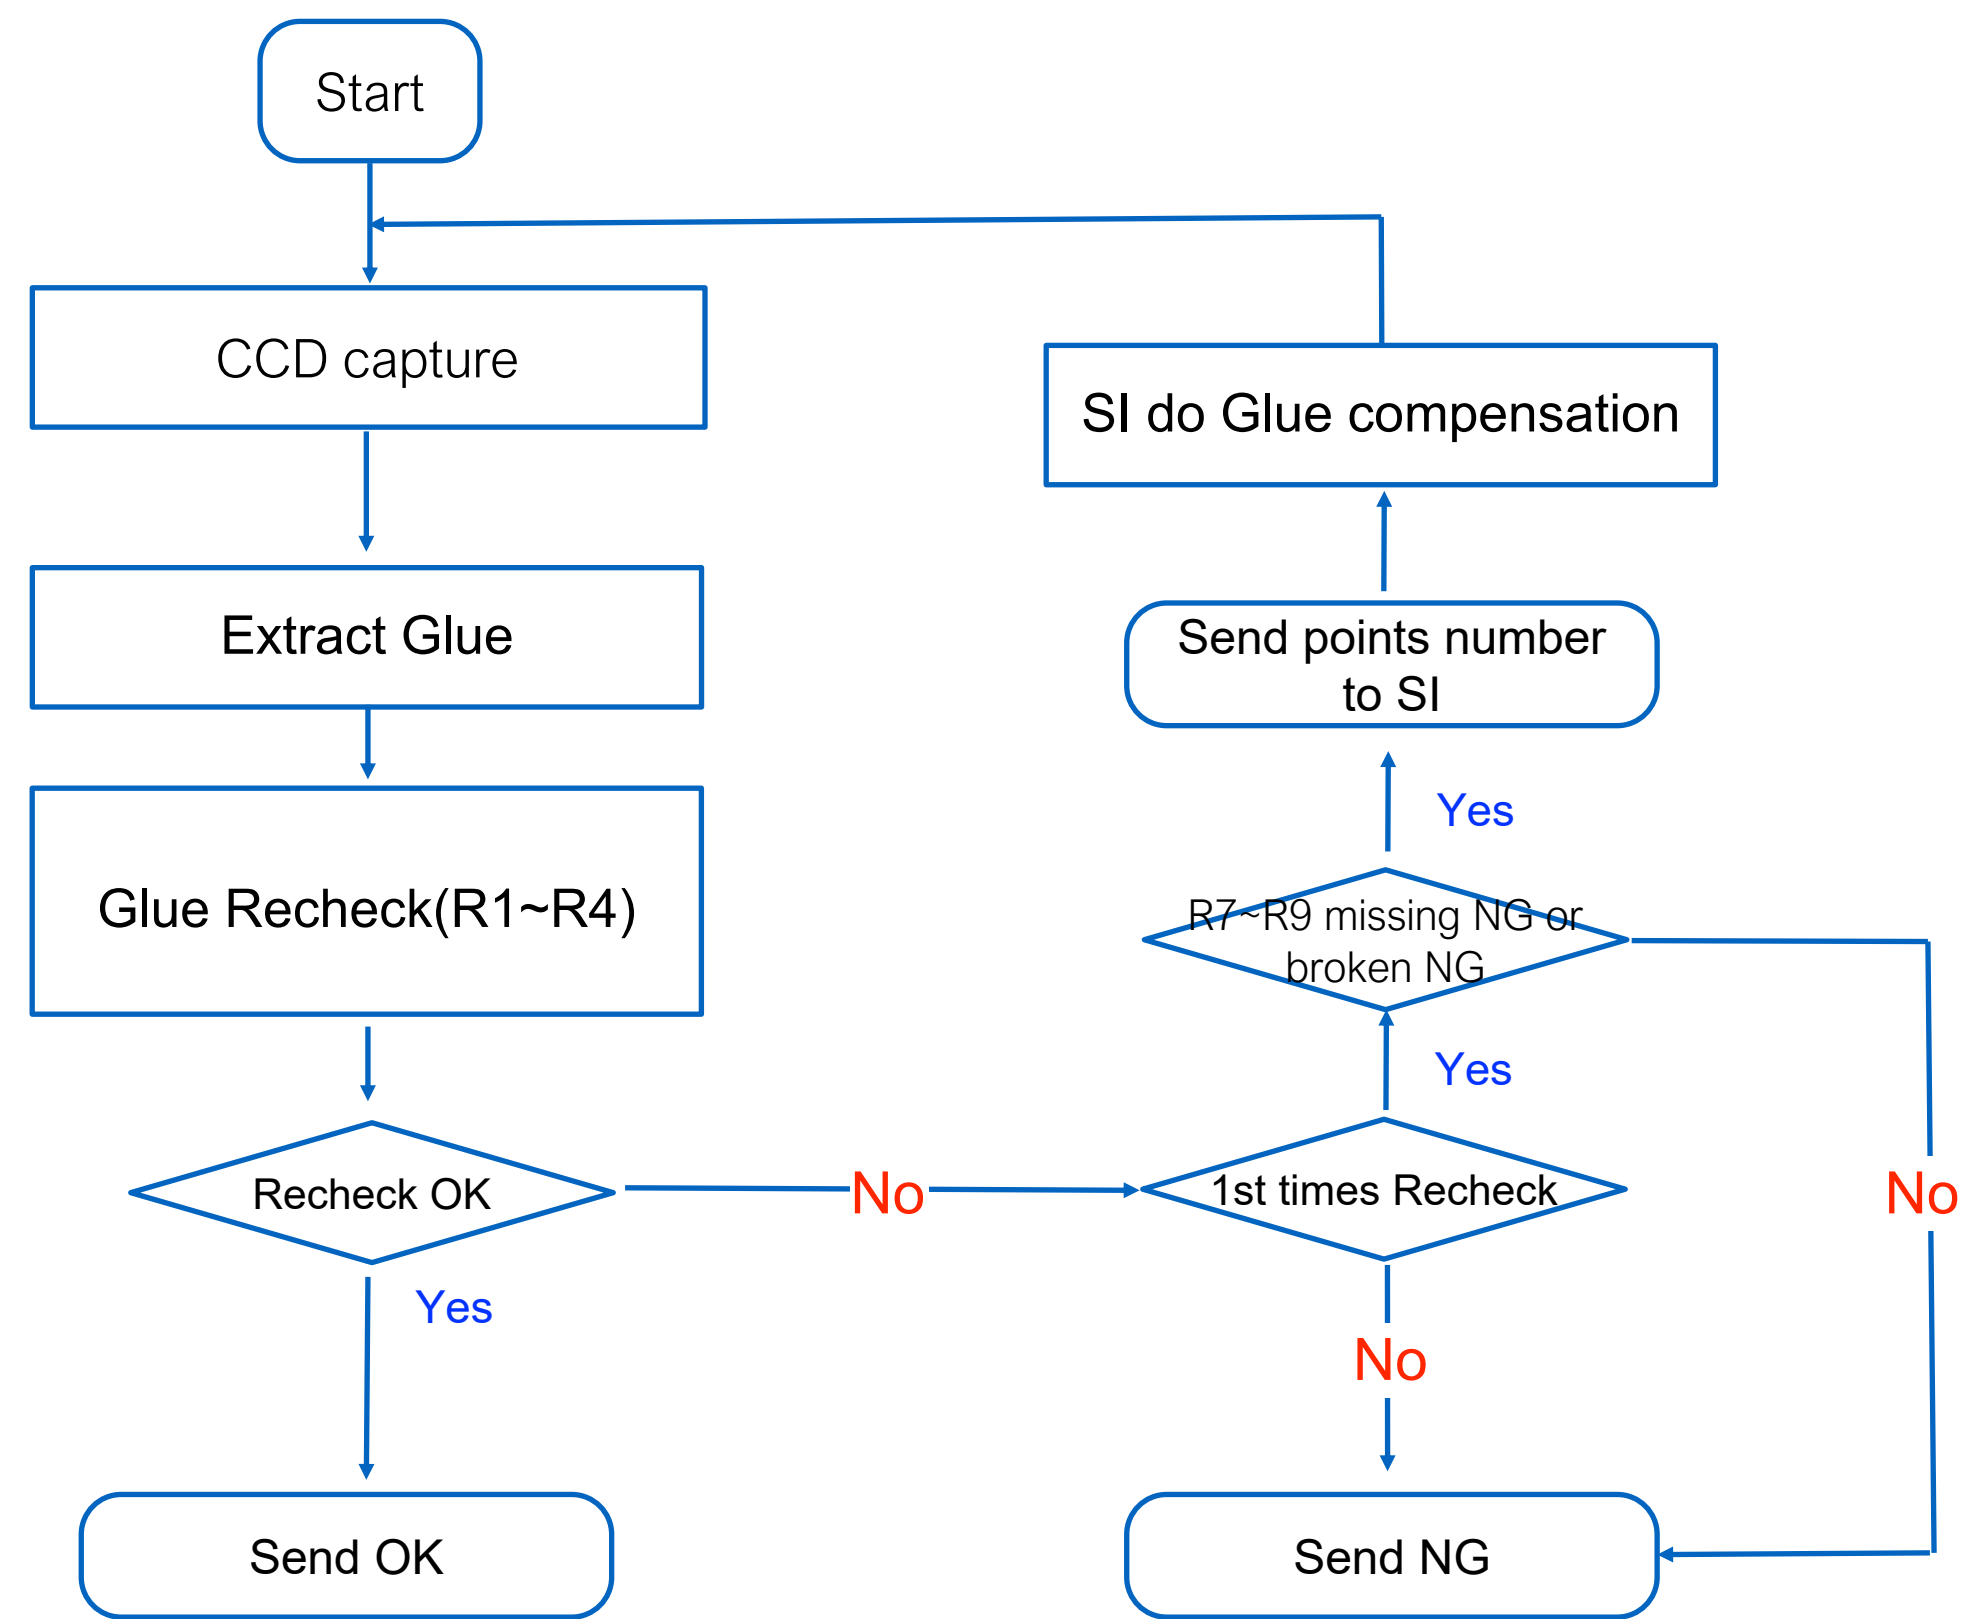 Start
CCD capture
Extract Glue
Glue Recheck(R1~R4)
Recheck OK
Yes
Send OK
No
1st times Recheck
Yes
R7~R9 missing NG or
broken NG
Yes
Send points number
to SI
SI do Glue compensation
No
No
Send NG